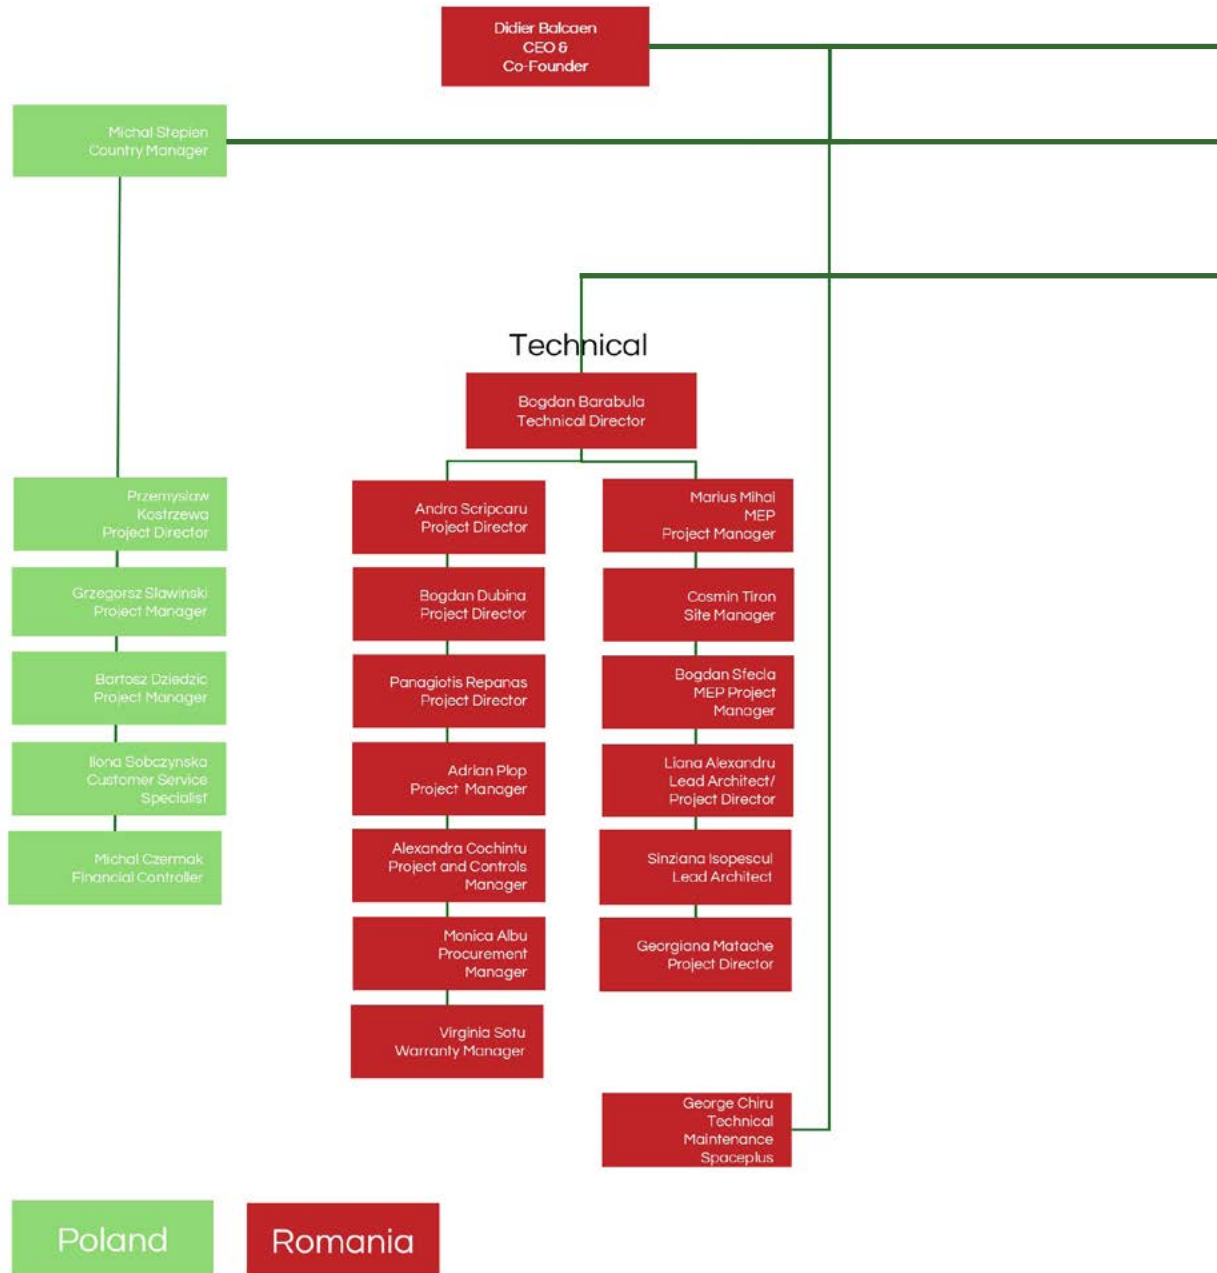 Didier Balcaen
CEO &
Co-Founder
Michal Stepien
Country Manager
Technical
Bogdan Barabula
Technical Director
Przemyslaw
Kostrzewa
Project Director
Grzegorsz Slawinski
Project Manager
Bartosz Dziedzic
Project Manager
Ilona Sobczynska
Customer Service
Specialist
Michal Czermak
Financial Controller
Andra Scripcaru
Project Director
Bogdan Dubina
Project Director
Panagiotis Repanas
Project Director
Adrian Plop
Project Manager
Alexandra Cochintu
Project and Controls
Manager
Monica Albu
Procurement
Manager
Virginia Sotu
Warranty Manager
Marius Mihai
MEP
Project Manager
Cosmin Tiron
Site Manager
Bogdan Sfecla
MEP Project
Manager
Liana Alexandru
Lead Architect/
Project Director
Sinziana Isopescul
Lead Architect
Georgiana Matache
Project Director
George Chiru
Technical
Maintenance
Spaceplus
Poland
Romania